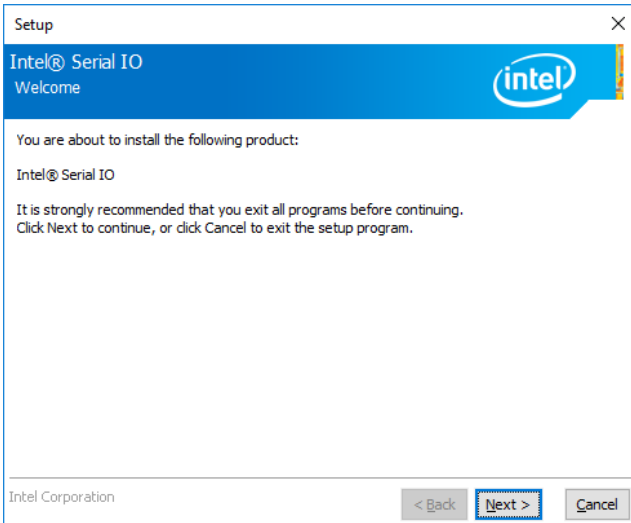 Setup
Intel® Serial IO
Welcome
intel
You are about to install the following product:
Intel® Serial IO
It is strongly recommended that you exit all programs before continuing.
Click Next to continue, or click Cancel to exit the setup program.
Intel Corporation
< Back Next > Cancel